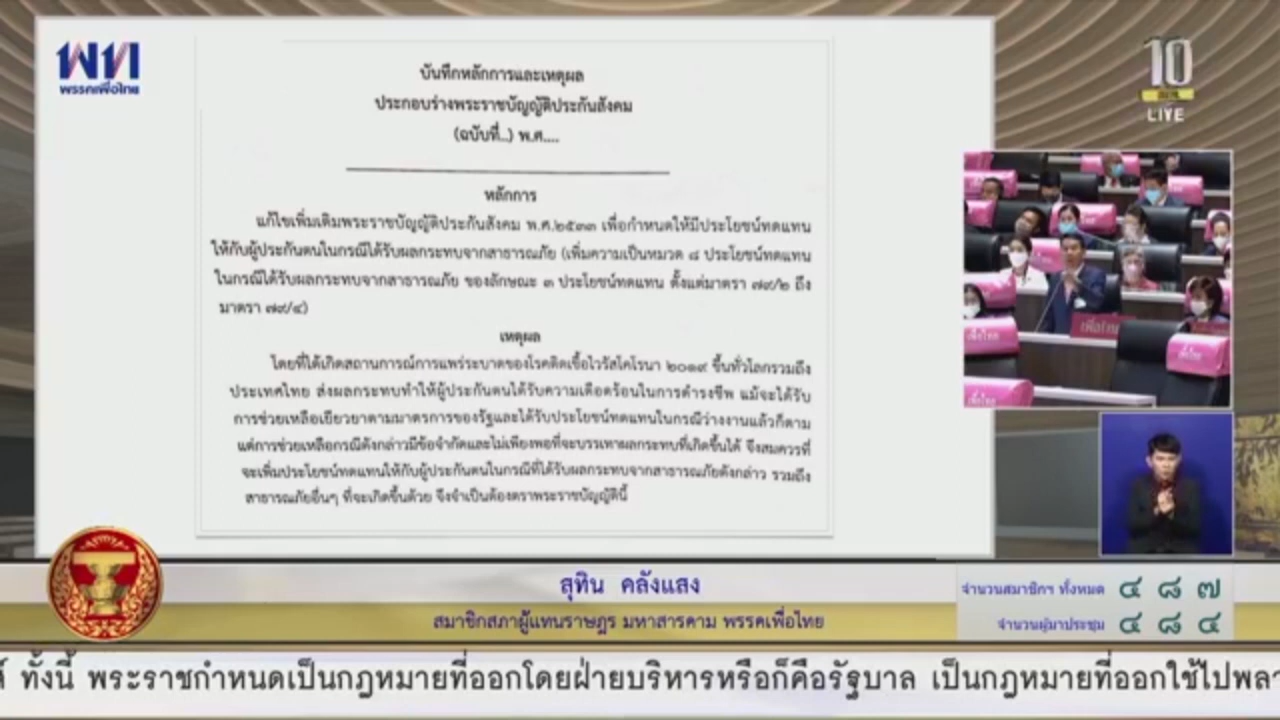 พท
พรรคเพื่อไทย
บันทึกหลักการและเหตุผล
ประกอบร่างพระราชบัญญัติประกันสังคม
(ฉบับที่..) พ.ศ....
หลักการ
แก้ไขเพิ่มเติมพระราชบัญญัติประกันสังคม พ.ศ.๒๕๓๓ เพื่อกำหนดให้มีประโยชน์ทดแทน
ให้กับผู้ประกันตนในกรณีได้รับผลกระทบจากสาธารณภัย (เพิ่มความเป็นหมวด ๘ ประโยชน์ทดแทน
ในกรณีได้รับผลกระทบจากสาธารณภัย ของลักษณะ ๓ ประโยชน์ทดแทน ตั้งแต่มาตรา ๗๙/๒ ถึง
มาตรา ๗๙/๔)
เหตุผล
โดยที่ได้เกิดสถานการณ์การแพร่ระบาดของโรคติดเชื้อไวรัสโคโรนา ๒๐๑๙ ขึ้นทั่วโลกรวมถึง
ประเทศไทย ส่งผลกระทบทำให้ผู้ประกันตนได้รับความเดือดร้อนในการดำรงชีพ แม้จะได้รับ
การช่วยเหลือเยียวยาตามมาตรการของรัฐและได้รับประโยชน์ทดแทนในกรณีว่างงานแล้วก็ตาม
แต่การช่วยเหลือกรณีดังกล่าวมีข้อจำกัดและไม่เพียงพอที่จะบรรเทาผลกระทบที่เกิดขึ้นได้ จึงสมควรที่
จะเพิ่มประโยชน์ทดแทนให้กับผู้ประกันตนในกรณีที่ได้รับผลกระทบจากสาธารณภัยดังกล่าว รวมถึง
สาธารณภัยอื่นๆ ที่จะเกิดขึ้นด้วย จึงจำเป็นต้องตราพระราชบัญญัตินี้
10
LIVE
เพื่อไทย
สุทิน คลังแสง
สมาชิกสภาผู้แทนราษฎร มหาสารคาม พรรคเพื่อไทย
จำนวนสมาชิกฯ ทั้งหมด ๔ ๘ ๗
จำนวนผู้มาประชุม ๔ ๘ ๔
ทั้งนี้ พระราชกำหนดเป็นกฎหมายที่ออกโดยฝ่ายบริหารหรือก็คือรัฐบาล เป็นกฎหมายที่ออกใช้ไปพลา